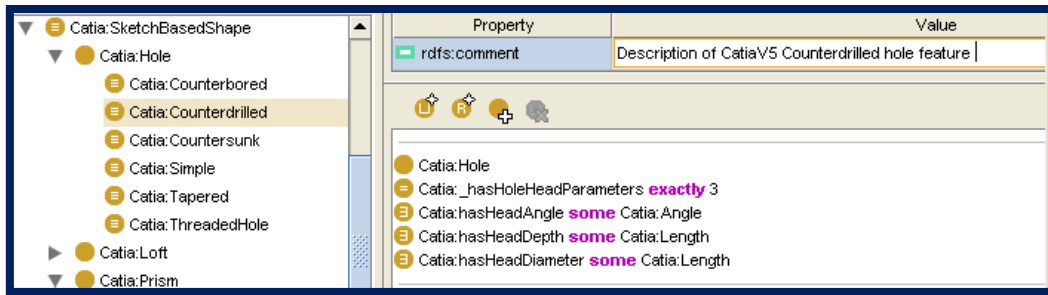 Catia:SketchBasedShape
Catia:Hole
Catia:Counterbored
Catia:Counterdrilled
Catia:Countersunk
Catia:Simple
Catia:Tapered
Catia:ThreadedHole
Catia:Loft
Catia:Prism
Property Value
rdfs:comment Description of CatiaV5 Counterdrilled hole feature
Catia:Hole
Catia:_hasHoleHeadParameters exactly 3
Catia:hasHeadAngle some Catia:Angle
Catia:hasHeadDepth some Catia:Length
Catia:hasHeadDiameter some Catia:Length